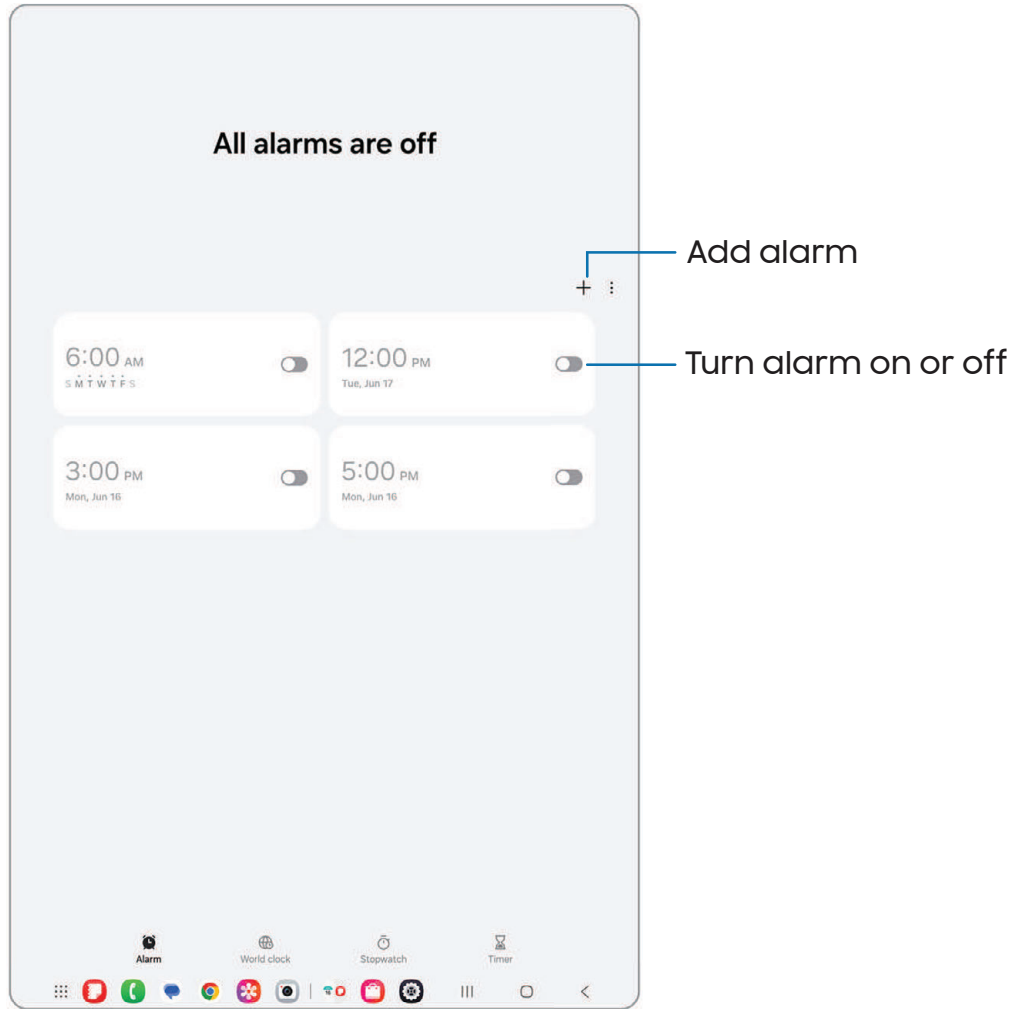 All alarms are off
Add alarm
6:00 AM
S M T W T F S
12:00 PM
Tue, Jun 17
Turn alarm on or off
3:00 PM
Mon, Jun 16
5:00 PM
Mon, Jun 16
Alarm
World clock
Stopwatch
Timer